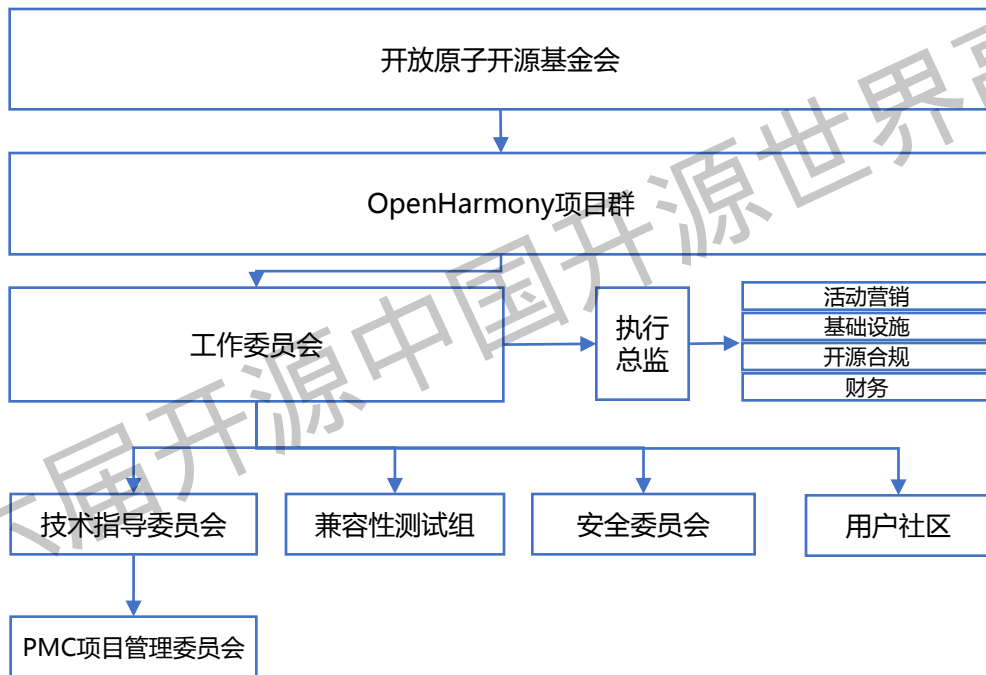 开放原子开源基金会
OpenHarmony项目群
工作委员会
执行
总监
活动营销
基础设施
开源合规
财务
技术指导委员会
兼容性测试组
安全委员会
用户社区
PMC项目管理委员会
六届开源中国开源世界高